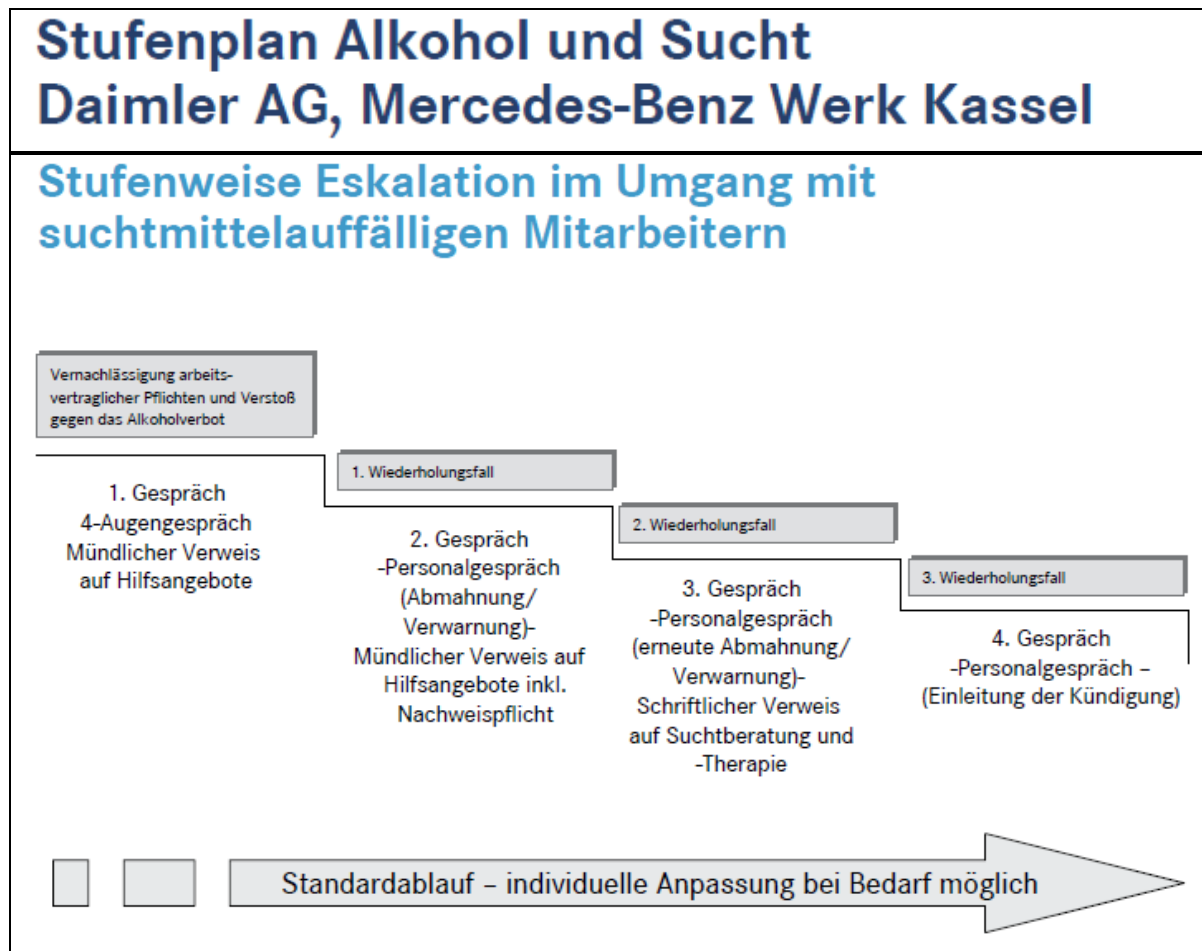 Stufenplan Alkohol und Sucht
Daimler AG, Mercedes-Benz Werk Kassel
Stufenweise Eskalation im Umgang mit
suchtmittelauffälligen Mitarbeitern
Vernachlässigung arbeits-
vertraglicher Pflichten und Verstoß
gegen das Alkoholverbot
1. Gespräch
4-Augengespräch
Mündlicher Verweis
auf Hilfsangebote
1. Wiederholungsfall
2. Gespräch
-Personalgespräch
(Abmahnung/
Verwarnung)-
Mündlicher Verweis auf
Hilfsangebote inkl.
Nachweispflicht
2. Wiederholungsfall
3. Gespräch
-Personalgespräch
(erneute Abmahnung/
Verwarnung)-
Schriftlicher Verweis
auf Suchtberatung und
-Therapie
3. Wiederholungsfall
4. Gespräch
-Personalgespräch –
(Einleitung der Kündigung)
Standardablauf – individuelle Anpassung bei Bedarf möglich